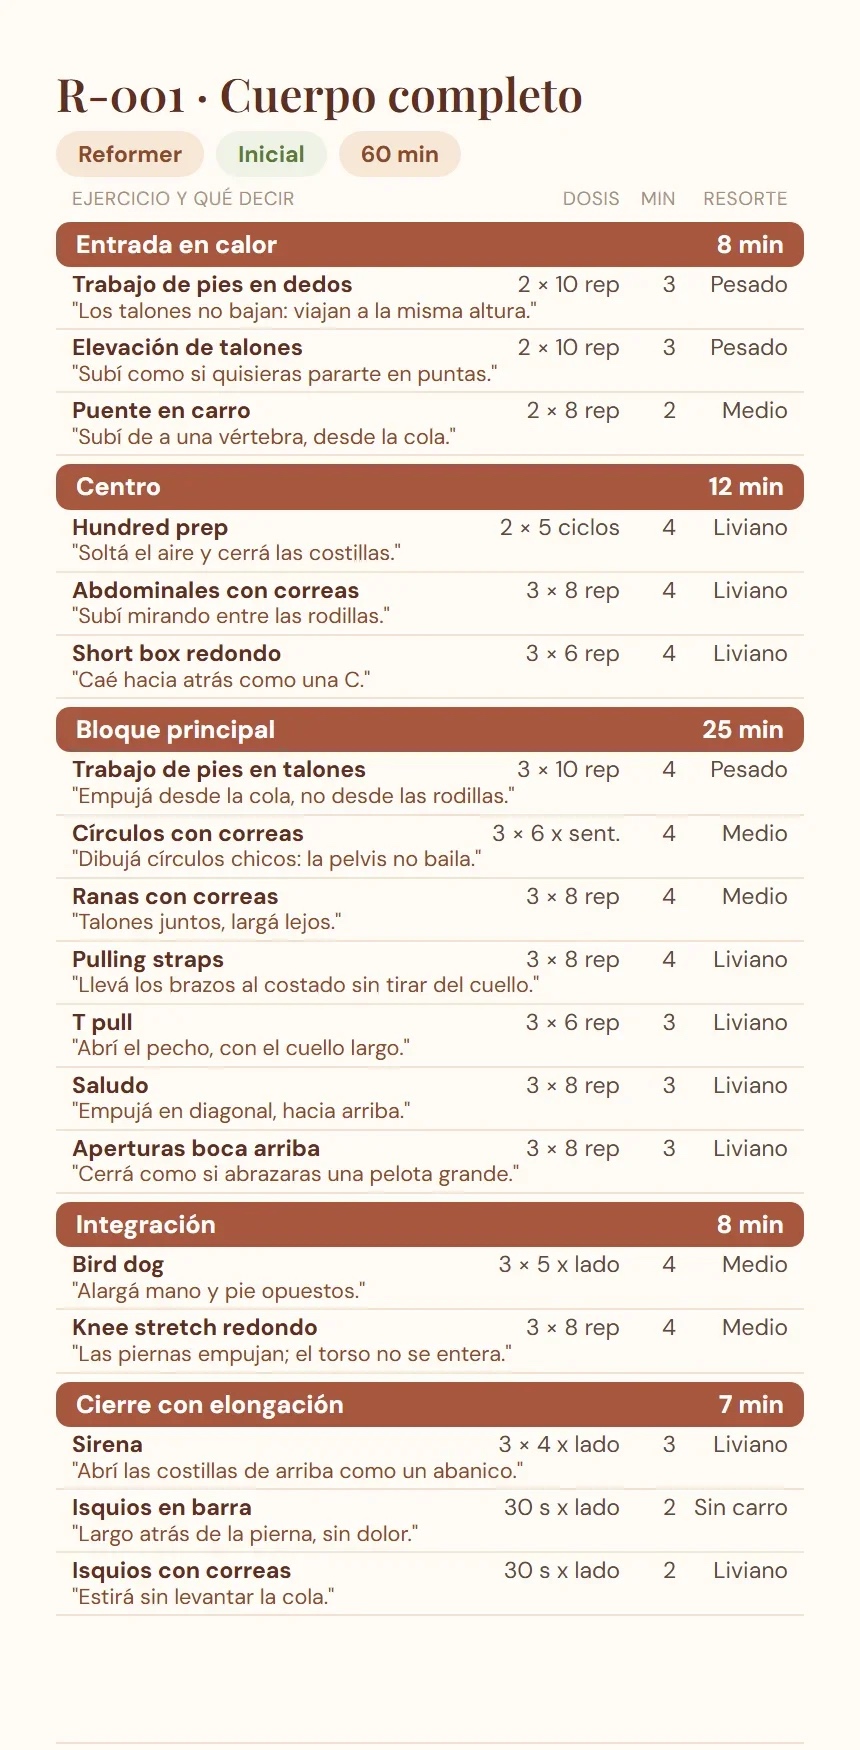 R-001 · Cuerpo completo
Reformer Inicial 60 min
EJERCICIO Y QUÉ DECIR DOSIS MIN RESORTE
Entrada en calor 8 min
Trabajo de pies en dedos 2 × 10 rep 3 Pesado
"Los talones no bajan: viajan a la misma altura."
Elevación de talones 2 × 10 rep 3 Pesado
"Subí como si quisieras pararte en puntas."
Puente en carro 2 × 8 rep 2 Medio
"Subí de a una vértebra, desde la cola."
Centro 12 min
Hundred prep 2 × 5 ciclos 4 Liviano
"Soltá el aire y cerrá las costillas."
Abdominales con correas 3 × 8 rep 4 Liviano
"Subí mirando entre las rodillas."
Short box redondo 3 × 6 rep 4 Liviano
"Caé hacia atrás como una C."
Bloque principal 25 min
Trabajo de pies en talones 3 × 10 rep 4 Pesado
"Empujá desde la cola, no desde las rodillas."
Círculos con correas 3 × 6 x sent. 4 Medio
"Dibujá círculos chicos: la pelvis no baila."
Ranas con correas 3 × 8 rep 4 Medio
"Talones juntos, largá lejos."
Pulling straps 3 × 8 rep 4 Liviano
"Llevá los brazos al costado sin tirar del cuello."
T pull 3 × 6 rep 3 Liviano
"Abrí el pecho, con el cuello largo."
Saludo 3 × 8 rep 3 Liviano
"Empujá en diagonal, hacia arriba."
Aperturas boca arriba 3 × 8 rep 3 Liviano
"Cerrá como si abrazaras una pelota grande."
Integración 8 min
Bird dog 3 × 5 x lado 4 Medio
"Alargá mano y pie opuestos."
Knee stretch redondo 3 × 8 rep 4 Medio
"Las piernas empujan; el torso no se entera."
Cierre con elongación 7 min
Sirena 3 × 4 x lado 3 Liviano
"Abrí las costillas de arriba como un abanico."
Isquios en barra 30 s x lado 2 Sin carro
"Largo atrás de la pierna, sin dolor."
Isquios con correas 30 s x lado 2 Liviano
"Estirá sin levantar la cola."